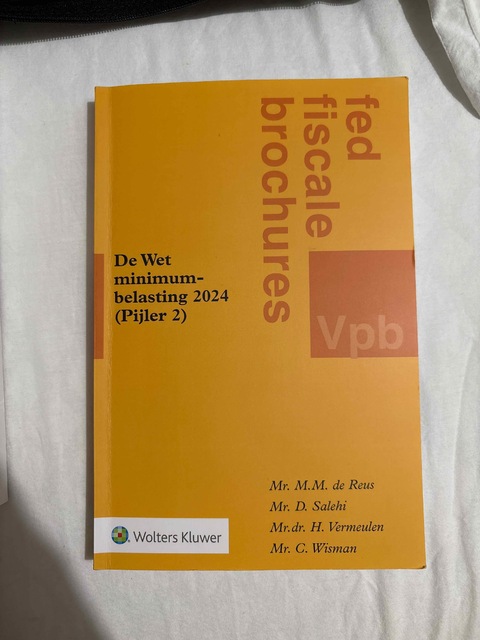 fed
fiscale
brochures
De Wet
minimum-
belasting 2024
(Pijler 2)
Vpb
Mr. M.M. de Reus
Mr. D. Salehi
Mr.dr. H. Vermeulen
Mr. C. Wisman
Wolters Kluwer